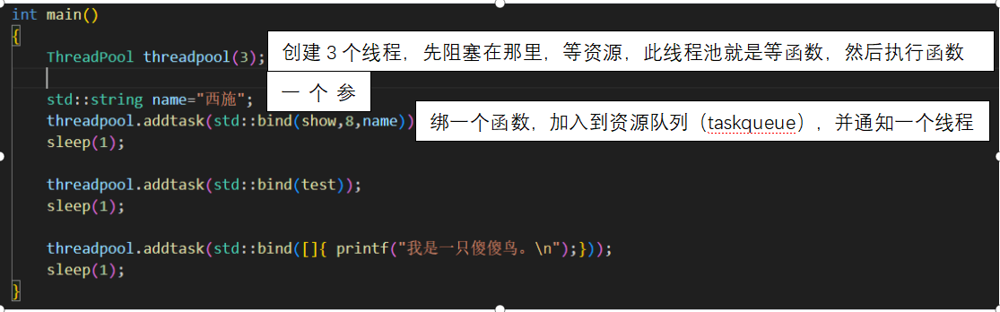 int main()
{
ThreadPool threadpool(3);
创建 3 个线程，先阻塞在那里，等资源，此线程池就是等函数，然后执行函数
一 个 参
std::string name="西施";
threadpool.addtask(std::bind(show,8,name))
绑一个函数，加入到资源队列（taskqueue），并通知一个线程
sleep(1);
threadpool.addtask(std::bind(test));
sleep(1);
threadpool.addtask(std::bind([]{ printf("我是一只傻傻鸟。\n");}));
sleep(1);
}